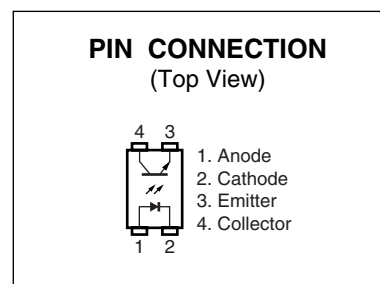 PIN CONNECTION
(Top View)
4 3
1. Anode
2. Cathode
3. Emitter
4. Collector
1 2